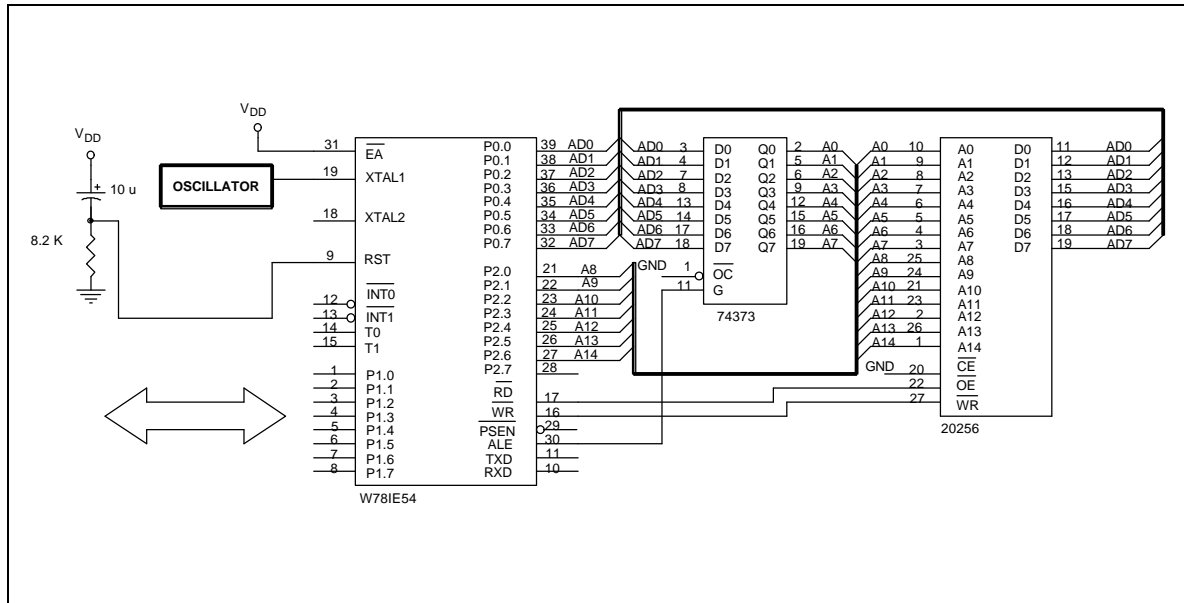 VDD
VDD
10 u
8.2 K
OSCILLATOR
31 EA
19 XTAL1
18 XTAL2
9 RST
12 INT0
13 INT1
14 T0
15 T1
1 P1.0
2 P1.1
3 P1.2
4 P1.3
5 P1.4
6 P1.5
7 P1.6
8 P1.7
P0.0 39 AD0
P0.1 38 AD1
P0.2 37 AD2
P0.3 36 AD3
P0.4 35 AD4
P0.5 34 AD5
P0.6 33 AD6
P0.7 32 AD7
P2.0 21 A8
P2.1 22 A9
P2.2 23 A10
P2.3 24 A11
P2.4 25 A12
P2.5 26 A13
P2.6 27 A14
P2.7 28
RD 17
WR 16
PSEN 29
ALE 30
TXD 11
RXD 10
W78IE54
AD0 3 D0 Q0 2 A0
AD1 4 D1 Q1 5 A1
AD2 7 D2 Q2 6 A2
AD3 8 D3 Q3 9 A3
AD4 13 D4 Q4 12 A4
AD5 14 D5 Q5 15 A5
AD6 17 D6 Q6 16 A6
AD7 18 D7 Q7 19 A7
GND 1 OC
11 G
74373
A0 10 A0 D0 11 AD0
A1 9 A1 D1 12 AD1
A2 8 A2 D2 13 AD2
A3 7 A3 D3 15 AD3
A4 6 A4 D4 16 AD4
A5 5 A5 D5 17 AD5
A6 4 A6 D6 18 AD6
A7 3 A7 D7 19 AD7
A8 25 A8
A9 24 A9
A10 21 A10
A11 23 A11
A12 2 A12
A13 26 A13
A14 1 A14
GND 20 CE
22 OE
27 WR
20256